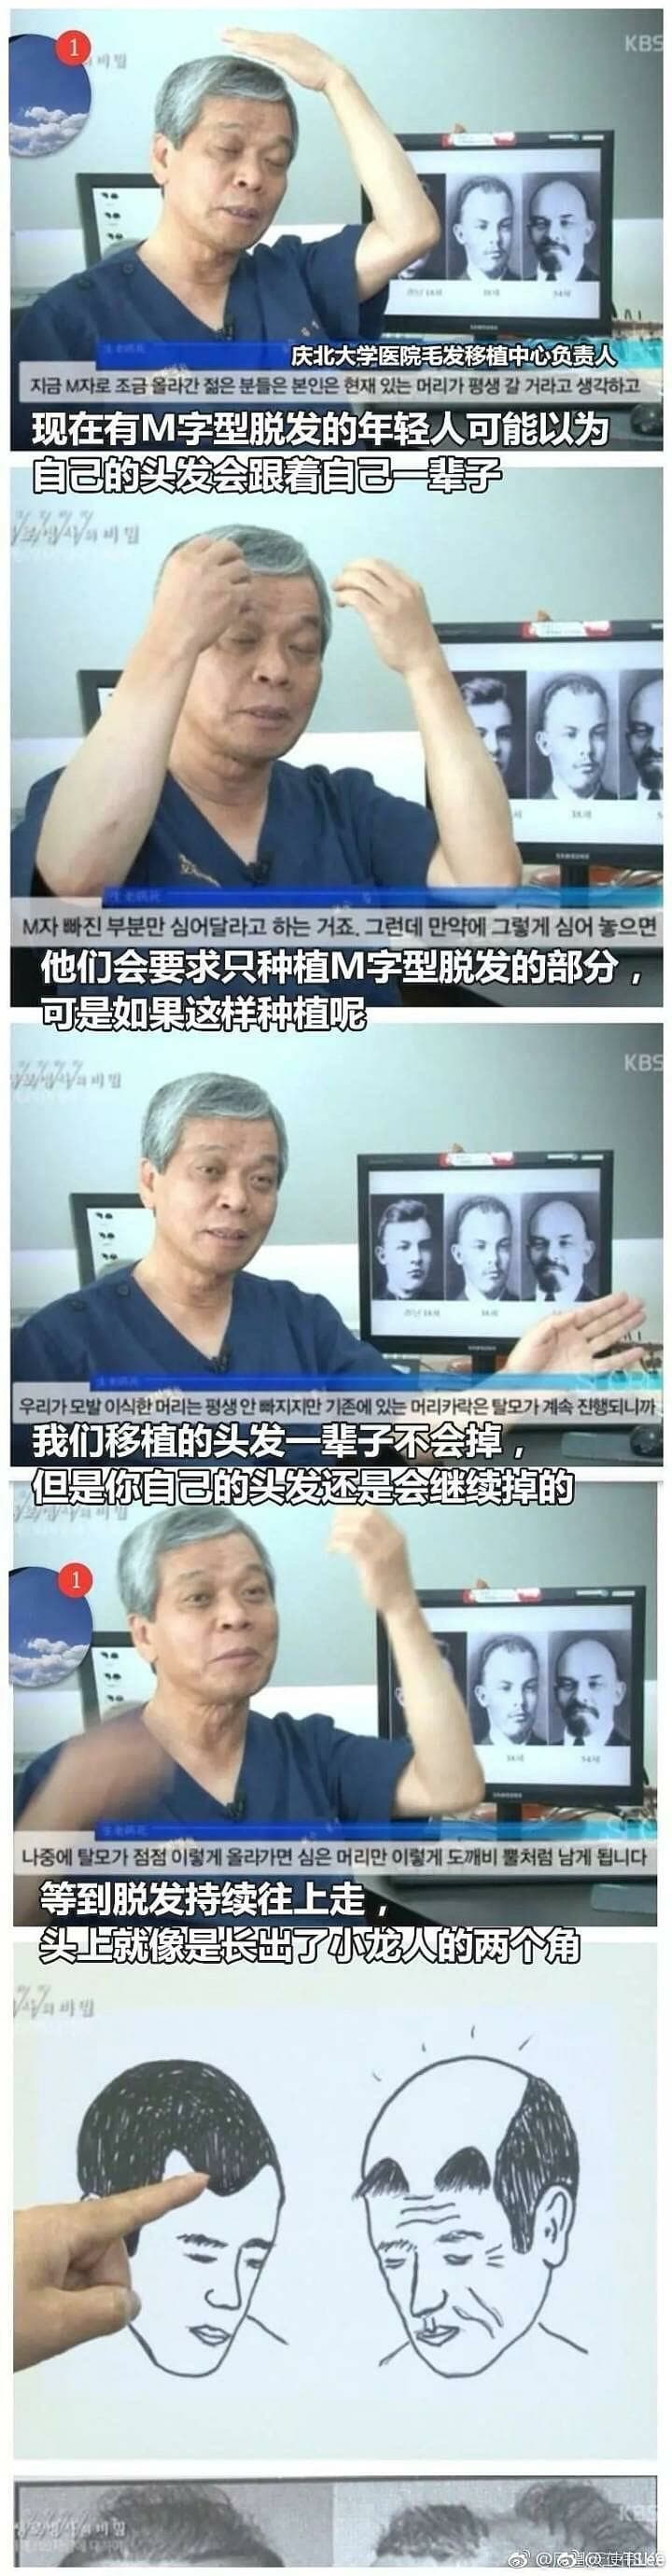 1
비밀
KBS
庆北大学医院毛发移植中心负责人
지금 M자로 조금 올라간 젊은 분들은 본인은 현재 있는 머리가 평생 갈 거라고 생각하고
现在有M字型脱发的年轻人可能以为
自己的头发会跟着自己一辈子
비밀
SAMSUNG
M자 빠진 부분만 심어달라고 하는 거죠. 그런데 만약에 그렇게 심어 놓으면
他们会要求只种植M字型脱发的部分，
可是如果这样种植呢
비밀
KBS
우리가 모발 이식한 머리는 평생 안 빠지지만 기존에 있는 머리카락은 탈모가 계속 진행되니까
我们移植的头发一辈子不会掉，
但是你自己的头发还是会继续掉的
1
나중에 탈모가 점점 이렇게 올라가면 심은 머리만 이렇게 도깨비 뿔처럼 남게 됩니다
等到脱发持续往上走，
头上就像是长出了小龙人的两个角
비밀
KBS